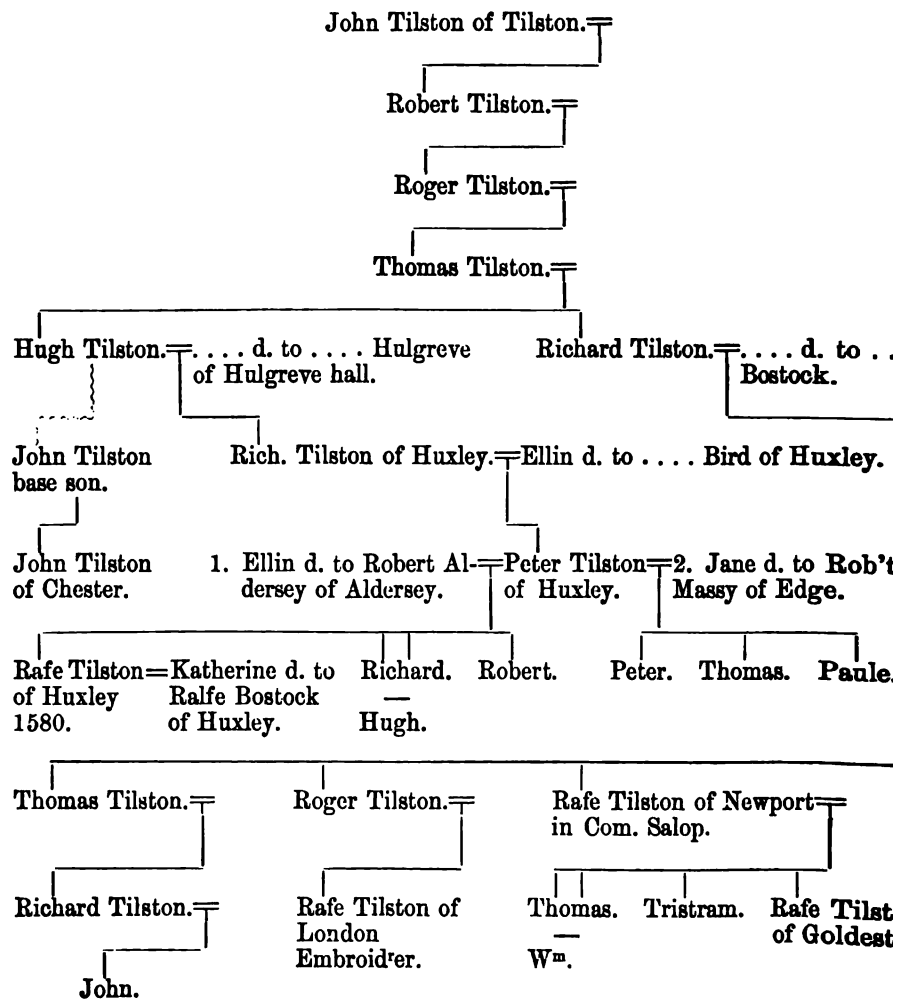 John Tilston of Tilston.
Robert Tilston.
Roger Tilston.
Thomas Tilston.
Hugh Tilston. . . . . d. to . . . . Hulgreve
of Hulgreve hall.
Richard Tilston. . . . . d. to . .
Bostock.
John Tilston
base son.
Rich. Tilston of Huxley.
Ellin d. to . . . . Bird of Huxley.
John Tilston
of Chester.
1. Ellin d. to Robert Al-
dersey of Aldersey.
Peter Tilston
of Huxley.
2. Jane d. to Rob't
Massy of Edge.
Rafe Tilston
of Huxley
1580.
Katherine d. to
Ralfe Bostock
of Huxley.
Richard.
—
Hugh.
Robert.
Peter.
Thomas.
Paule.
Thomas Tilston.
Roger Tilston.
Rafe Tilston of Newport
in Com. Salop.
Richard Tilston.
Rafe Tilston of
London
Embroidrer.
Thomas.
—
Wm.
Tristram.
Rafe Tilst
of Goldest
John.